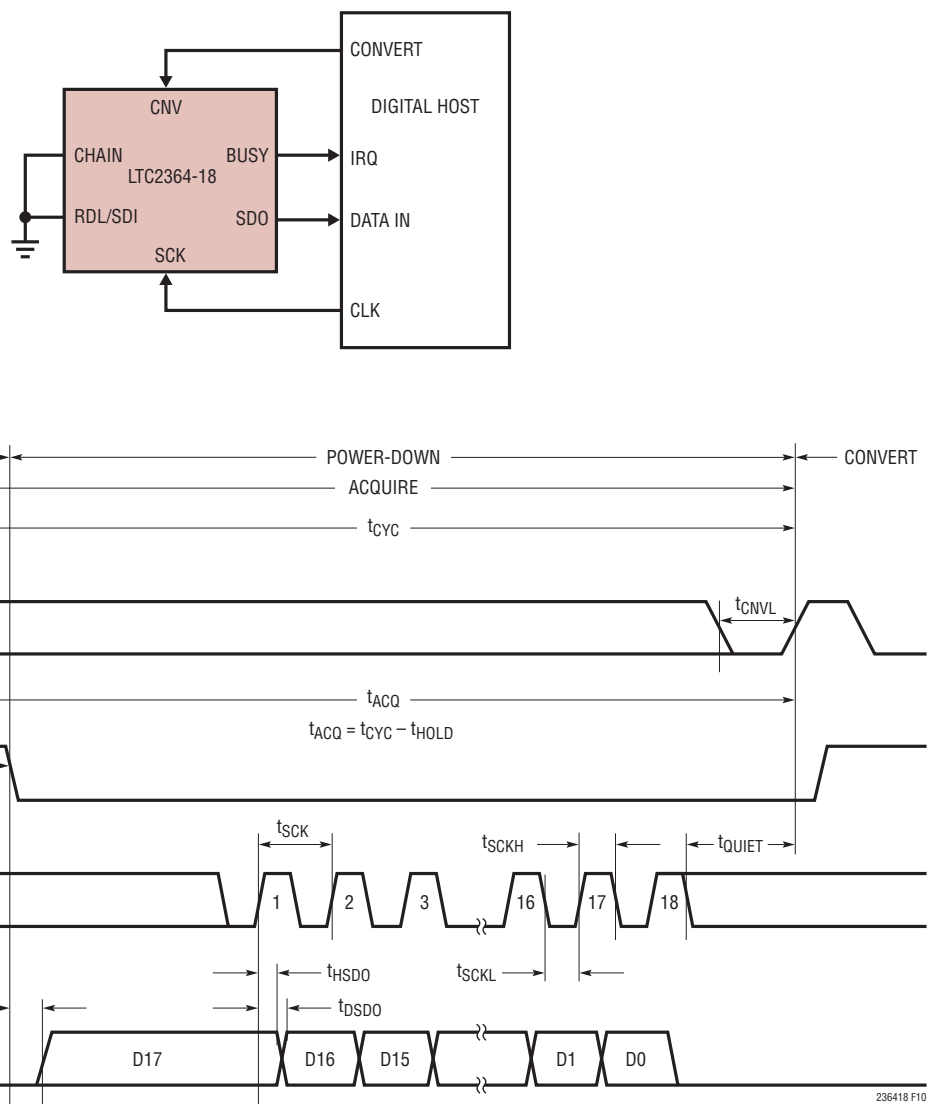 CONVERT
CNV
DIGITAL HOST
CHAIN
BUSY
IRQ
LTC2364-18
RDL/SDI
SDO
DATA IN
SCK
CLK
POWER-DOWN
CONVERT
ACQUIRE
tCYC
tCNVL
tACQ
tACQ = tCYC – tHOLD
tSCK
tSCKH
tQUIET
1
2
3
16
17
18
tHSDO
tSCKL
tDSDO
D17
D16
D15
D1
D0
236418 F10